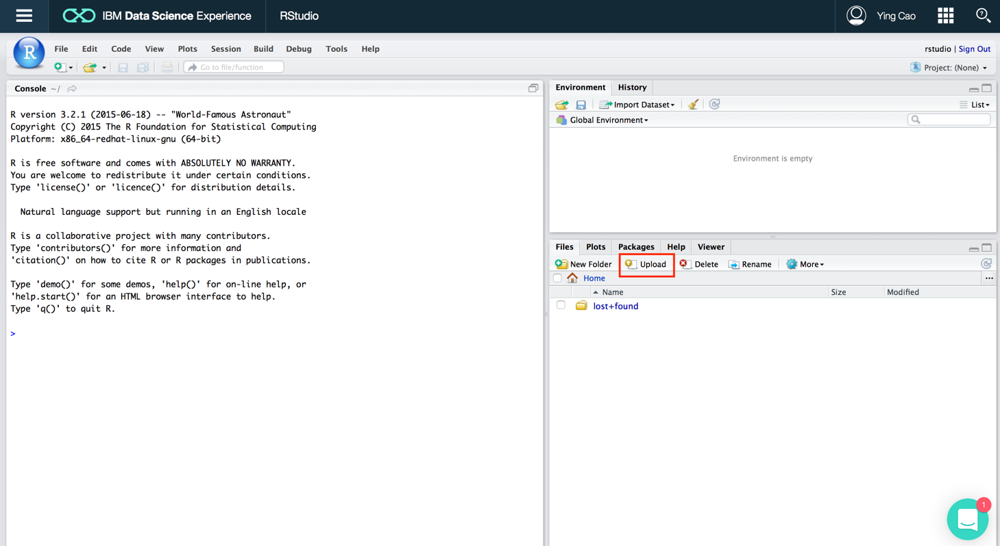 IBM Data Science Experience
RStudio
Ying Cao
R
File Edit Code View Plots Session Build Debug Tools Help
rstudio | Sign Out
Go to file/function
Project: (None)
Console ~/
R version 3.2.1 (2015-06-18) -- "World-Famous Astronaut"
Copyright (C) 2015 The R Foundation for Statistical Computing
Platform: x86_64-redhat-linux-gnu (64-bit)
R is free software and comes with ABSOLUTELY NO WARRANTY.
You are welcome to redistribute it under certain conditions.
Type 'license()' or 'licence()' for distribution details.
Natural language support but running in an English locale
R is a collaborative project with many contributors.
Type 'contributors()' for more information and
'citation()' on how to cite R or R packages in publications.
Type 'demo()' for some demos, 'help()' for on-line help, or
'help.start()' for an HTML browser interface to help.
Type 'q()' to quit R.
>
Environment History
Import Dataset List
Global Environment
Environment is empty
Files Plots Packages Help Viewer
New Folder Upload Delete Rename More
Home ...
Name Size Modified
lost+found
1